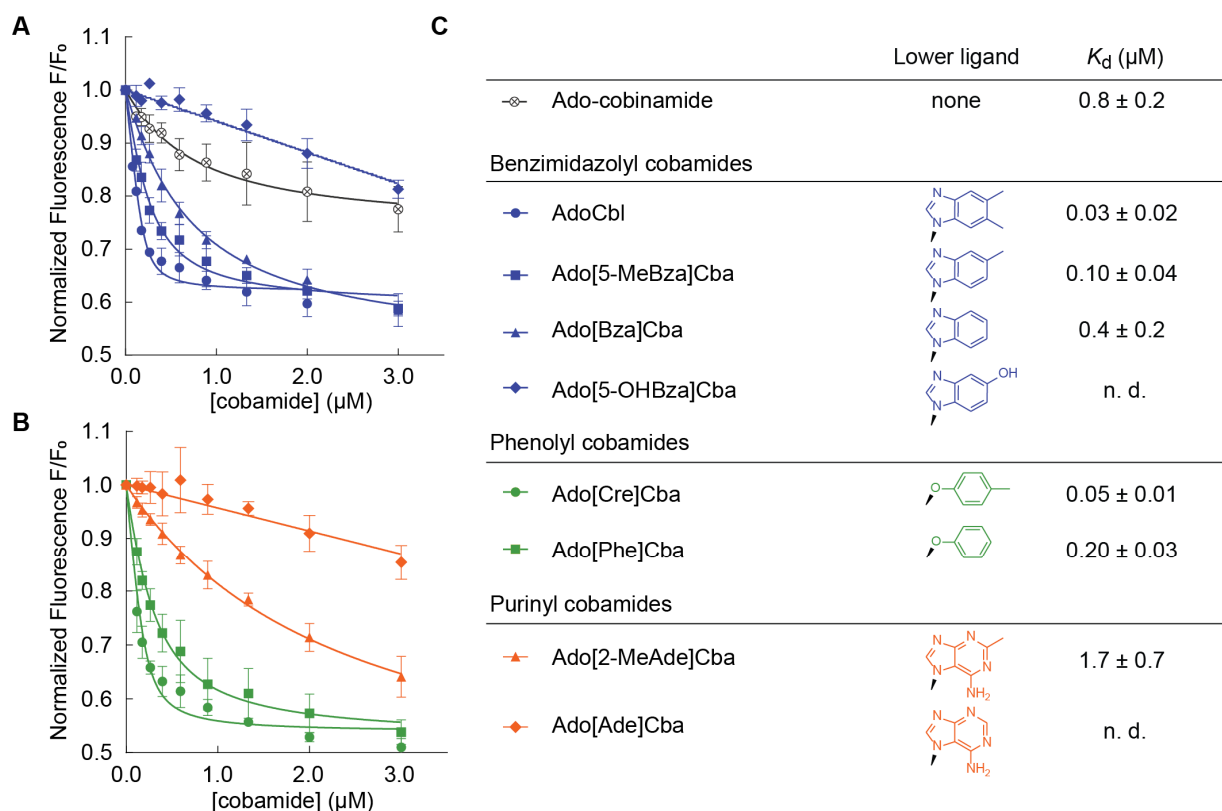 A
1.1
1.0
0.9
0.8
0.7
0.6
0.5
Normalized Fluorescence F/F₀
0.0
1.0
2.0
3.0
[cobamide] (µM)
B
1.1
1.0
0.9
0.8
0.7
0.6
0.5
Normalized Fluorescence F/F₀
0.0
1.0
2.0
3.0
[cobamide] (µM)
C
Lower ligand Kd (µM)
Ado-cobinamide none 0.8 ± 0.2
Benzimidazolyl cobamides
AdoCbl N N 0.03 ± 0.02
Ado[5-MeBza]Cba N N 0.10 ± 0.04
Ado[Bza]Cba N N 0.4 ± 0.2
Ado[5-OHBza]Cba N N OH n. d.
Phenolyl cobamides
Ado[Cre]Cba O 0.05 ± 0.01
Ado[Phe]Cba O 0.20 ± 0.03
Purinyl cobamides
Ado[2-MeAde]Cba N N N N NH₂ 1.7 ± 0.7
Ado[Ade]Cba N N N N NH₂ n. d.